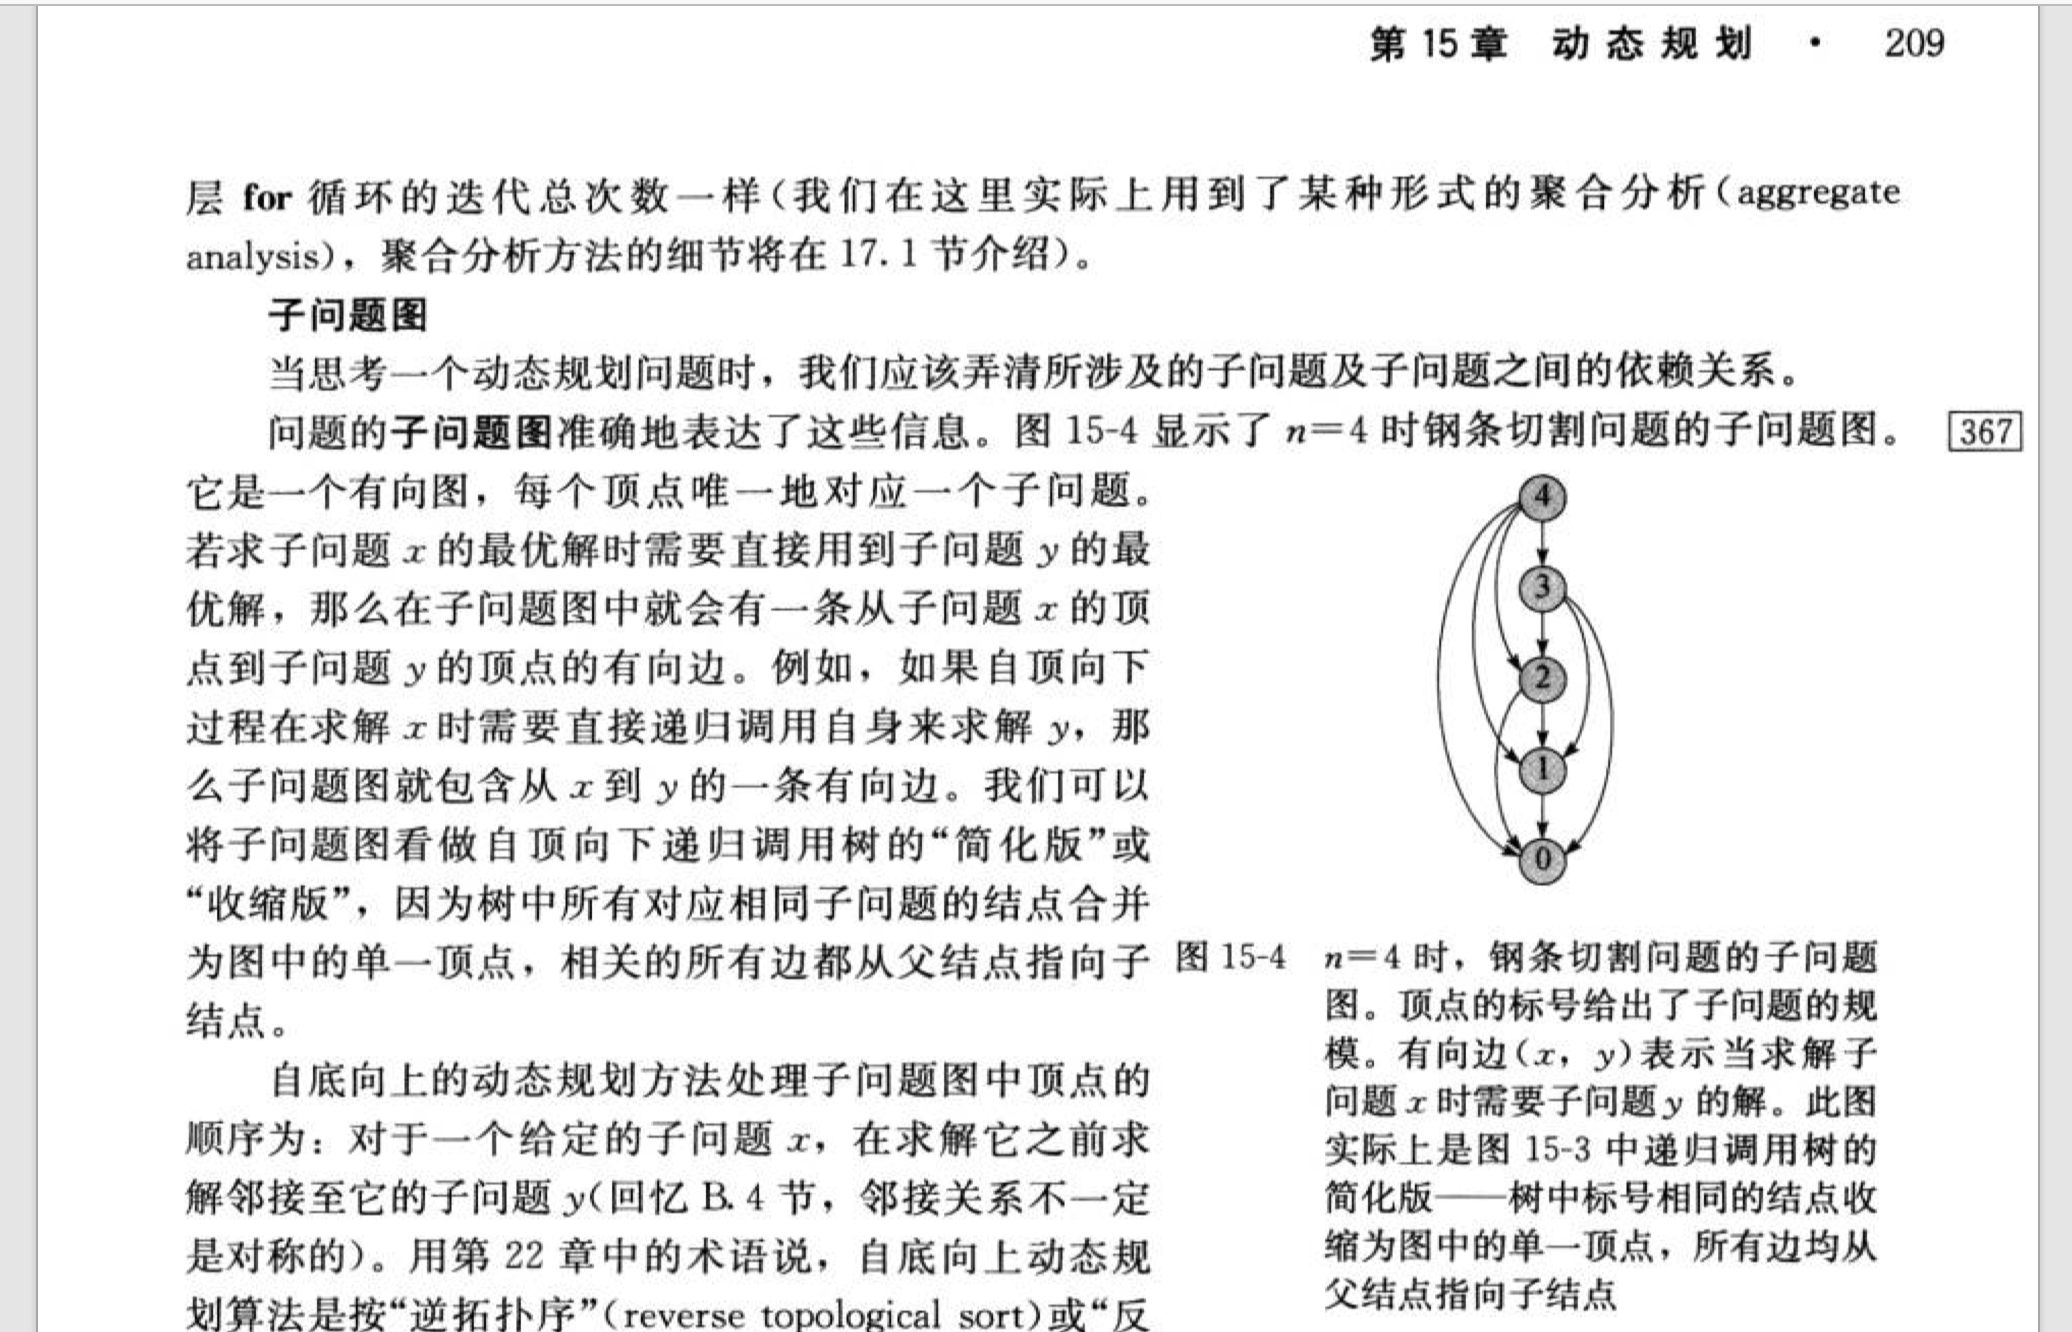 第15章 动态规划 · 209
层 for 循环的迭代总次数一样(我们在这里实际上用到了某种形式的聚合分析(aggregate
analysis),聚合分析方法的细节将在 17.1 节介绍)。
子问题图
当思考一个动态规划问题时,我们应该弄清所涉及的子问题及子问题之间的依赖关系。
问题的子问题图准确地表达了这些信息。图 15-4 显示了 n=4 时钢条切割问题的子问题图。
367
它是一个有向图,每个顶点唯一地对应一个子问题。
若求子问题 x 的最优解时需要直接用到子问题 y 的最
优解,那么在子问题图中就会有一条从子问题 x 的顶
点到子问题 y 的顶点的有向边。例如,如果自顶向下
过程在求解 x 时需要直接递归调用自身来求解 y,那
么子问题图就包含从 x 到 y 的一条有向边。我们可以
将子问题图看做自顶向下递归调用树的“简化版”或
“收缩版”,因为树中所有对应相同子问题的结点合并
为图中的单一顶点,相关的所有边都从父结点指向子
结点。
自底向上的动态规划方法处理子问题图中顶点的
顺序为:对于一个给定的子问题 x,在求解它之前求
解邻接至它的子问题 y(回忆 B.4 节,邻接关系不一定
是对称的)。用第 22 章中的术语说,自底向上动态规
划算法是按“逆拓扑序”(reverse topological sort)或“反
4
3
2
1
0
图 15-4 n=4 时,钢条切割问题的子问题
图。顶点的标号给出了子问题的规
模。有向边(x, y)表示当求解子
问题 x 时需要子问题 y 的解。此图
实际上是图 15-3 中递归调用树的
简化版——树中标号相同的结点收
缩为图中的单一顶点,所有边均从
父结点指向子结点